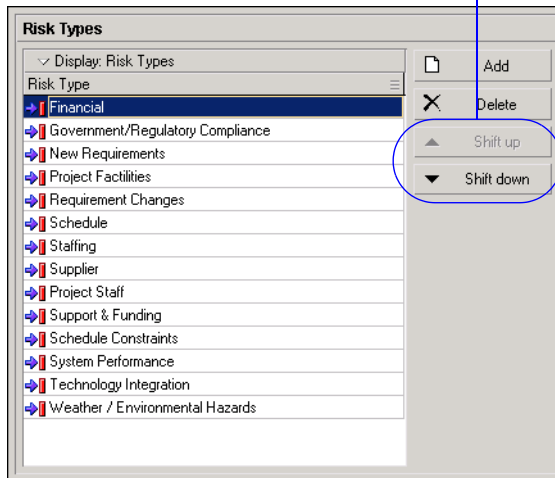 Risk Types
Display: Risk Types
Risk Type
Financial
Government/Regulatory Compliance
New Requirements
Project Factilities
Requirement Changes
Schedule
Staffing
Supplier
Project Staff
Support & Funding
Schedule Constraints
System Performance
Technology Integration
Weather / Environmental Hazards
Add
Delete
Shift up
Shift down